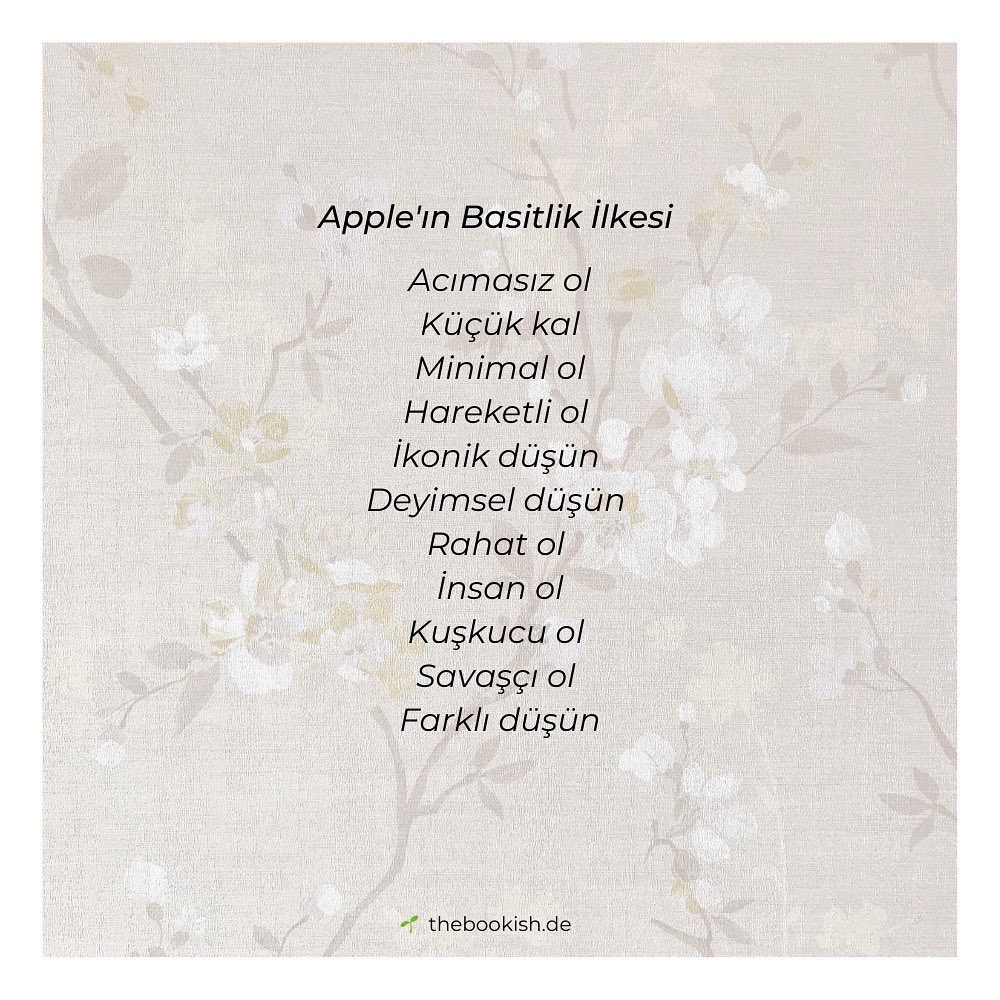 Apple'ın Basitlik İlkesi
Acımasız ol
Küçük kal
Minimal ol
Hareketli ol
İkonik düşün
Deyimsel düşün
Rahat ol
İnsan ol
Kuşkucu ol
Savaşçı ol
Farklı düşün
thebookish.de